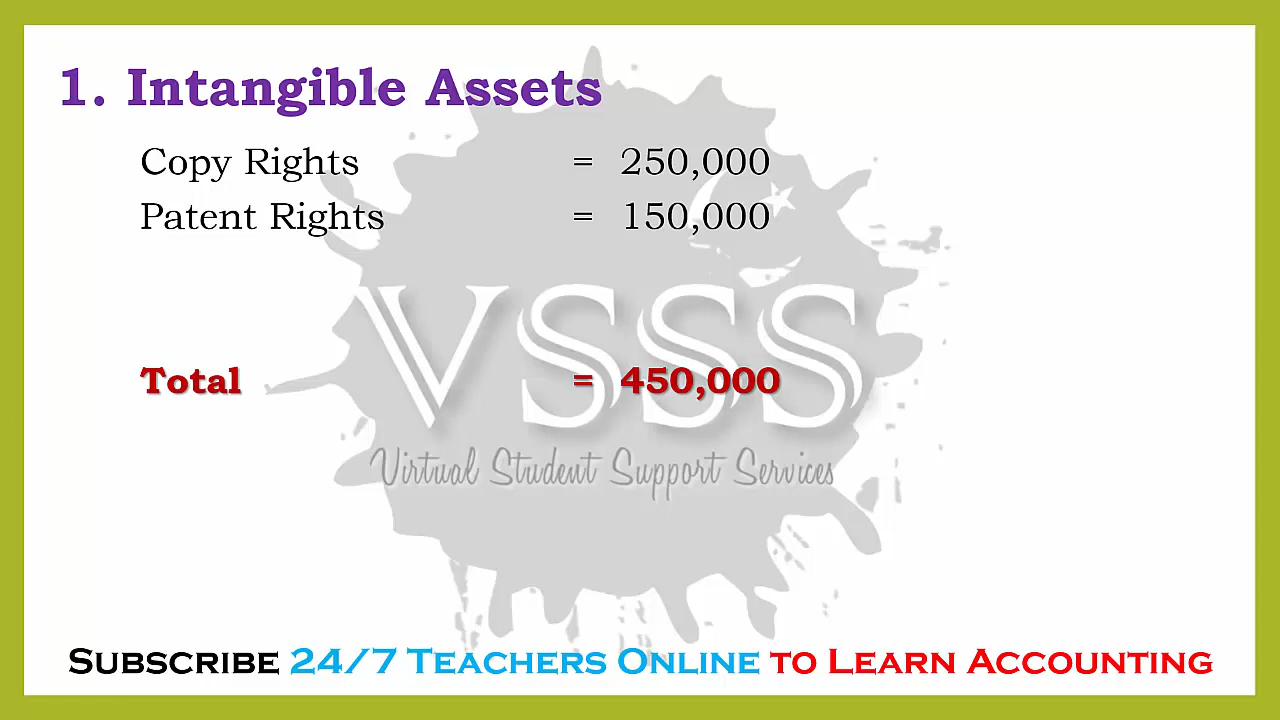 1. Intangible Assets
Copy Rights = 250,000
Patent Rights = 150,000
Total = 450,000
VSSS
Virtual Student Support Services
SUBSCRIBE 24/7 TEACHERS ONLINE TO LEARN ACCOUNTING